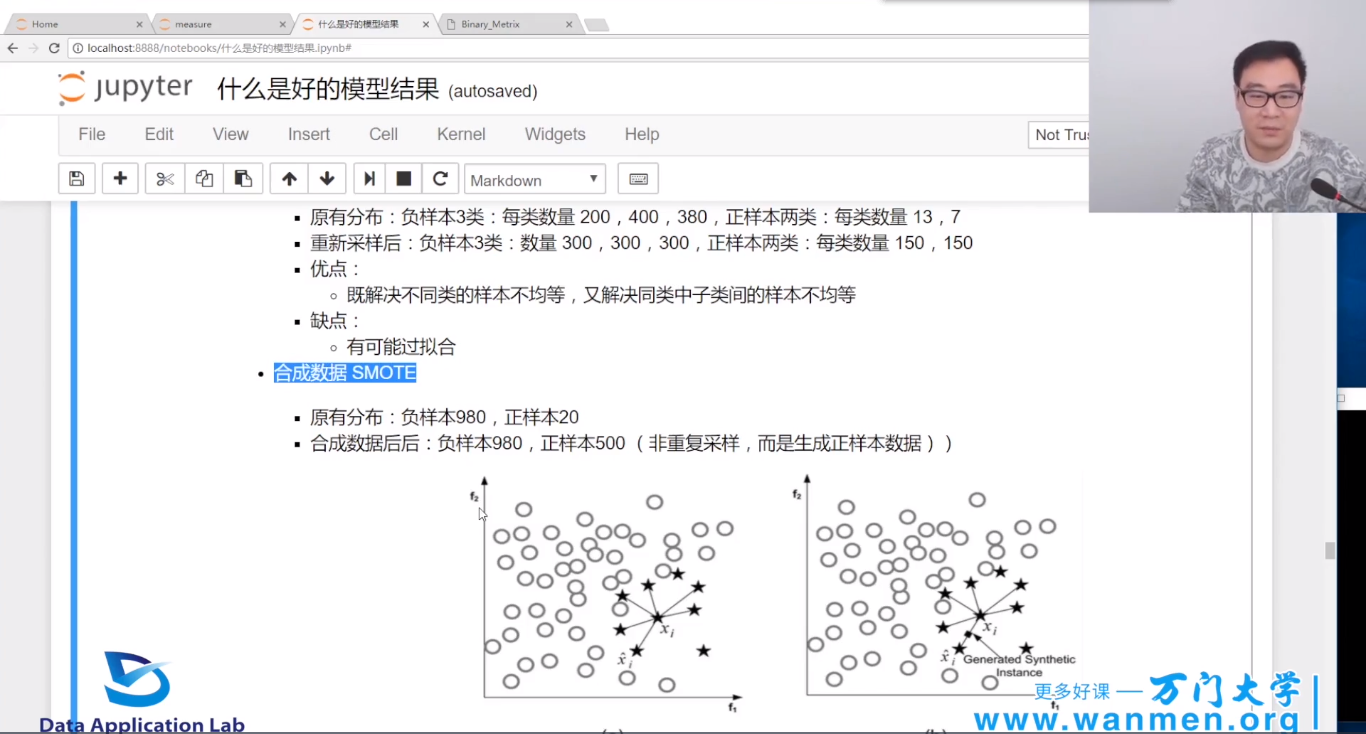 Home
measure
什么是好的模型结果
Binary_Metrix
localhost:8888/notebooks/什么是好的模型结果.ipynb#
jupyter 什么是好的模型结果 (autosaved)
File Edit View Insert Cell Kernel Widgets Help
Not Trus
Markdown
原有分布：负样本3类：每类数量 200，400，380，正样本两类：每类数量 13，7
重新采样后：负样本3类：数量 300，300，300，正样本两类：每类数量 150，150
优点：
既解决不同类的样本不均等，又解决同类中子类间的样本不均等
缺点：
有可能过拟合
合成数据 SMOTE
原有分布：负样本980，正样本20
合成数据后后：负样本980，正样本500（ 非重复采样，而是生成正样本数据 ））
f₂
f₂
xᵢ
xᵢ
x̂ᵢ
x̂ᵢ
Generated Synthetic
Instance
f₁
f₁
Data Application Lab
更多好课 — 万门大学
www.wanmen.org